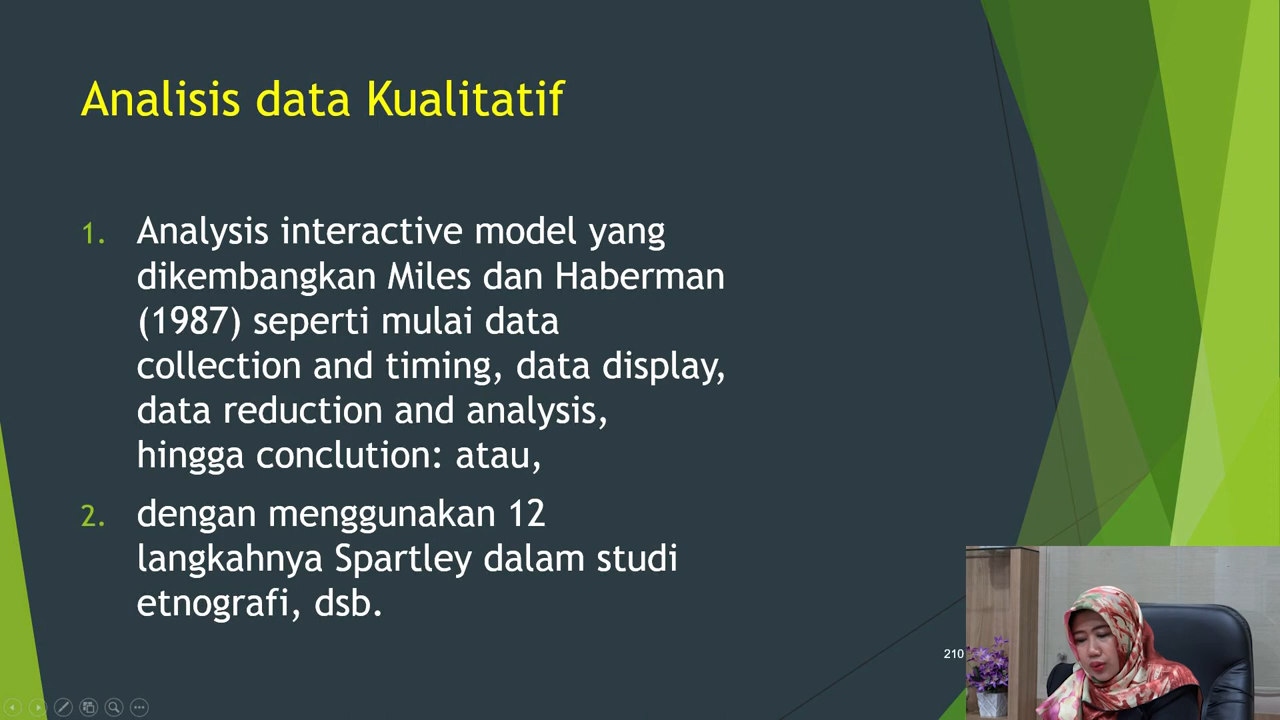 Analisis data Kualitatif
1. Analysis interactive model yang
dikembangkan Miles dan Haberman
(1987) seperti mulai data
collection and timing, data display,
data reduction and analysis,
hingga conclution: atau,
2. dengan menggunakan 12
langkahnya Spartley dalam studi
etnografi, dsb.
210